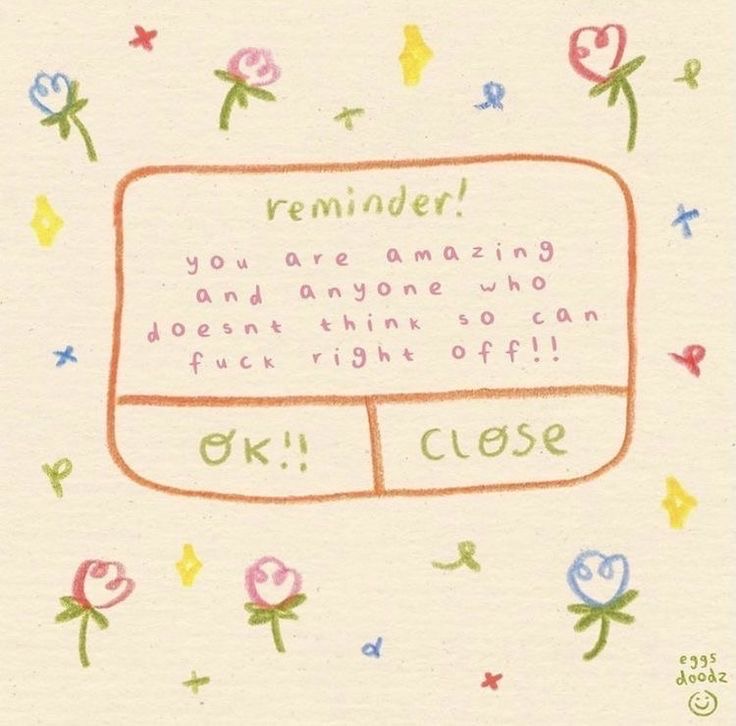 reminder!
you are amazing
and anyone who
doesnt think so can
fuck right off!!
OK!!
CLOSE
eggs
doodz